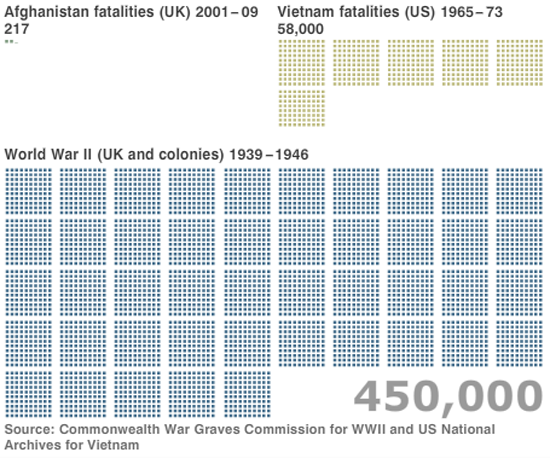 Afghanistan fatalities (UK) 2001–09
217
Vietnam fatalities (US) 1965–73
58,000
World War II (UK and colonies) 1939–1946
450,000
Source: Commonwealth War Graves Commission for WWII and US National
Archives for Vietnam